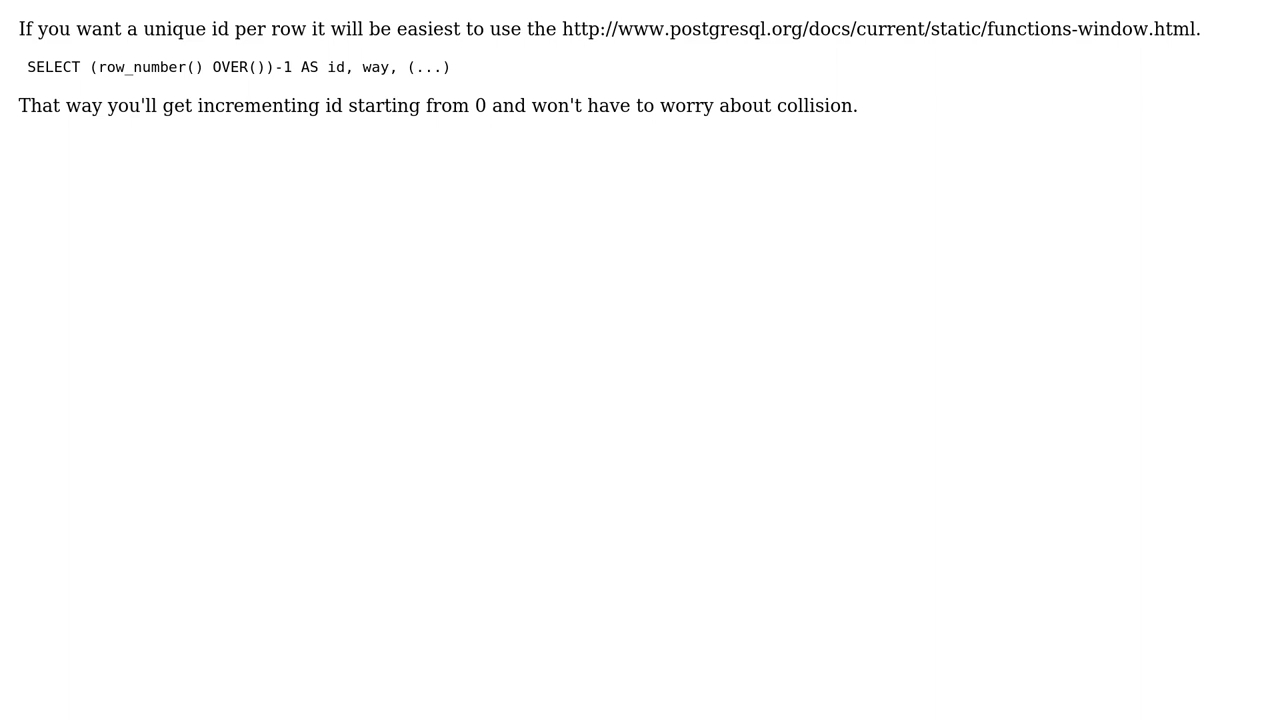 If you want a unique id per row it will be easiest to use the http://www.postgresql.org/docs/current/static/functions-window.html.
SELECT (row_number() OVER())-1 AS id, way, (...)
That way you'll get incrementing id starting from 0 and won't have to worry about collision.